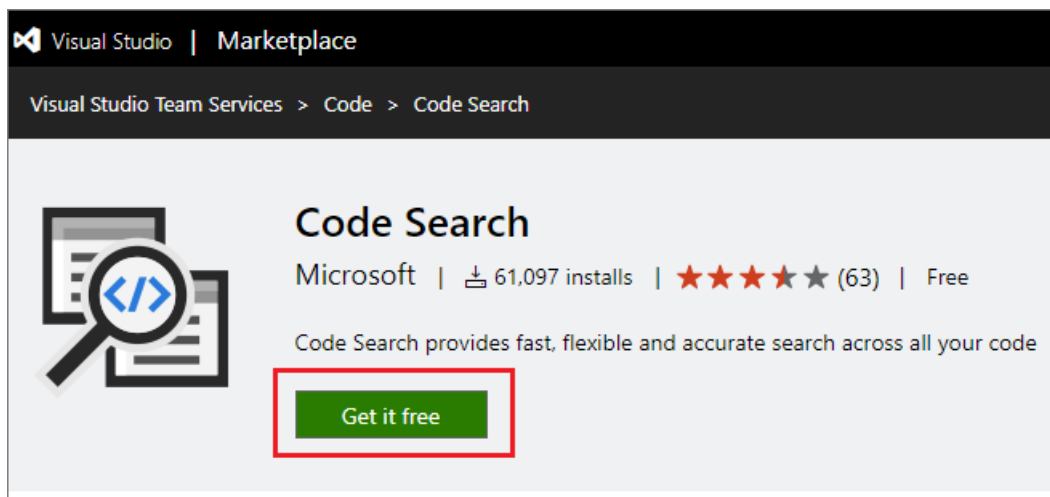 Visual Studio | Marketplace
Visual Studio Team Services > Code > Code Search
</>
Code Search
Microsoft | 61,097 installs | (63) | Free
Code Search provides fast, flexible and accurate search across all your code
Get it free